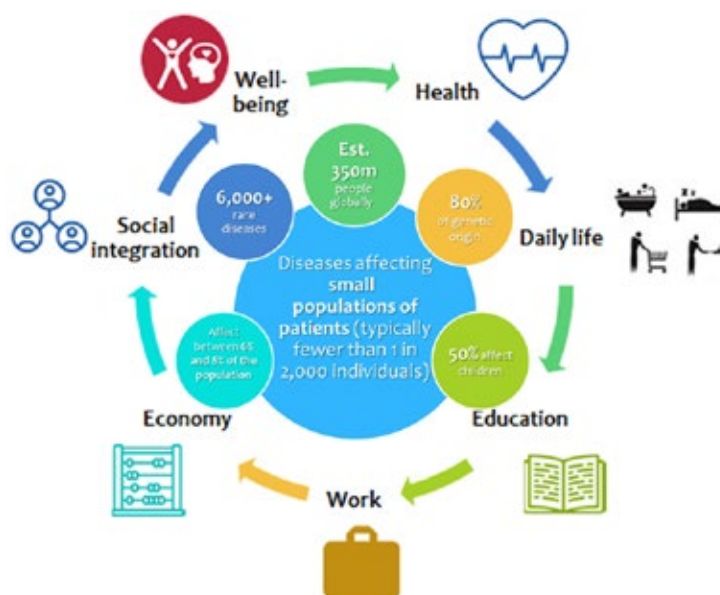 Well-
being
Health
Est.
350m
people
globally
6,000+
rare
diseases
80%
of genetic
origin
Social
integration
Daily life
Diseases affecting
small
populations of
patients (typically
fewer than 1 in
2,000 individuals)
Affect
between 6%
and 8% of the
population
50% affect
children
Economy
Education
Work